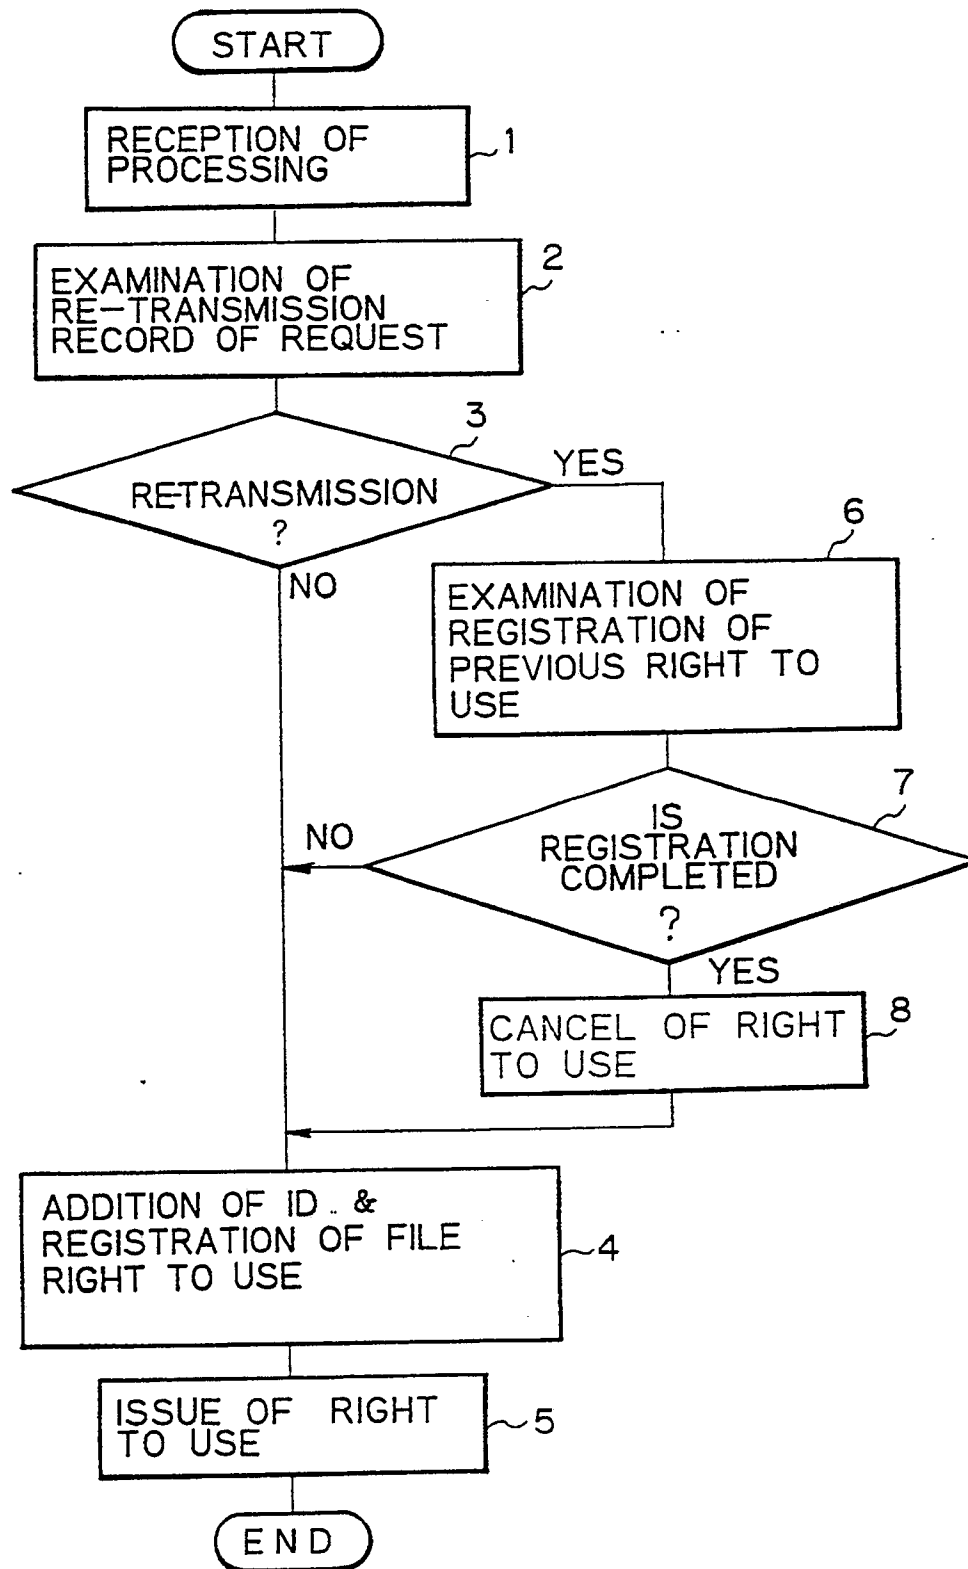 START
RECEPTION OF
PROCESSING
1
EXAMINATION OF
RE-TRANSMISSION
RECORD OF REQUEST
2
3
RE-TRANSMISSION
?
YES
NO
6
EXAMINATION OF
REGISTRATION OF
PREVIOUS RIGHT TO
USE
7
IS
REGISTRATION
COMPLETED
?
NO
YES
CANCEL OF RIGHT
TO USE
8
ADDITION OF ID &
REGISTRATION OF FILE
RIGHT TO USE
4
ISSUE OF RIGHT
TO USE
5
END